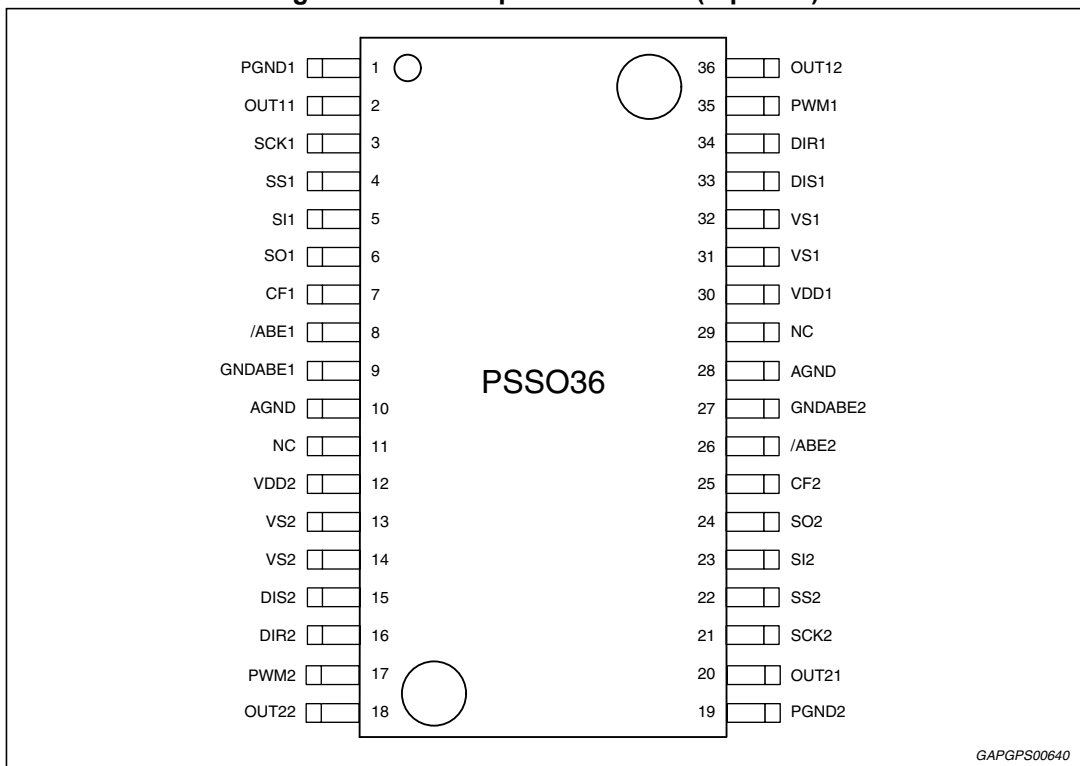 PGND1 1 36 OUT12
OUT11 2 35 PWM1
SCK1 3 34 DIR1
SS1 4 33 DIS1
SI1 5 32 VS1
SO1 6 31 VS1
CF1 7 30 VDD1
/ABE1 8 29 NC
GNDABE1 9 28 AGND
PSSO36
AGND 10 27 GNDABE2
NC 11 26 /ABE2
VDD2 12 25 CF2
VS2 13 24 SO2
VS2 14 23 SI2
DIS2 15 22 SS2
DIR2 16 21 SCK2
PWM2 17 20 OUT21
OUT22 18 19 PGND2
GAPGPS00640